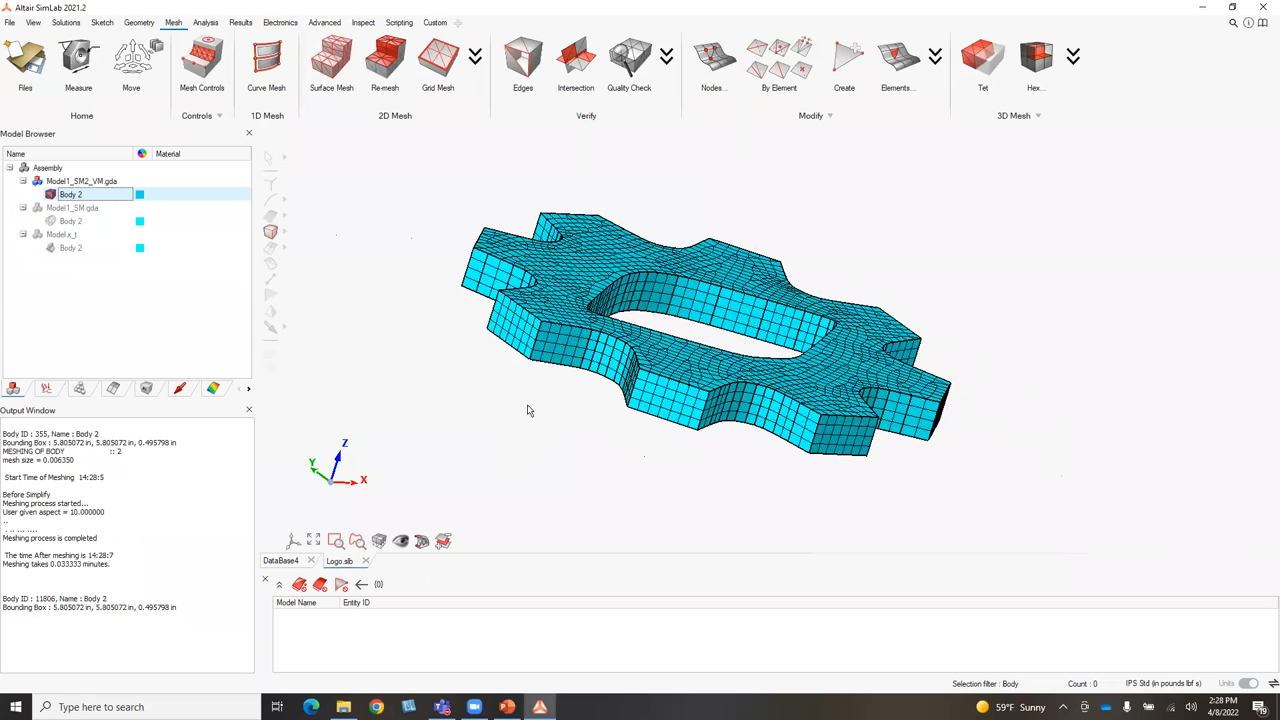 Altair SimLab 2021.2
File View Solutions Sketch Geometry Mesh Analysis Results Electronics Advanced Inspect Scripting Custom
Files Measure Move Mesh Controls Curve Mesh Surface Mesh Re-mesh Grid Mesh Edges Intersection Quality Check Nodes... By Element Create Elements... Tet Hex...
Home Controls 1D Mesh 2D Mesh Verify Modify 3D Mesh
Model Browser
Name Material
Assembly
Model1_SM2_VM.gda
Body 2
Model1_SM.gda
Body 2
Model.x_t
Body 2
Output Window
Body ID : 355, Name : Body 2
Bounding Box : 5.805072 in, 5.805072 in, 0.495798 in
MESHING OF BODY :: 2
mesh size = 0.006350
Start Time of Meshing 14:28:5
Before Simplify
Meshing process started...
User given aspect = 10.000000
..
. .. ... ....
Meshing process is completed
The time After meshing is 14:28:7
Meshing takes 0.033333 minutes.
Body ID : 11806, Name : Body 2
Bounding Box : 5.805072 in, 5.805072 in, 0.495798 in
Z
Y
X
DataBase4 Logo.slb
{0}
Model Name Entity ID
Selection filter : Body Count : 0 IPS Std (in pounds lbf s) Units
Type here to search
59°F Sunny
2:28 PM
4/8/2022